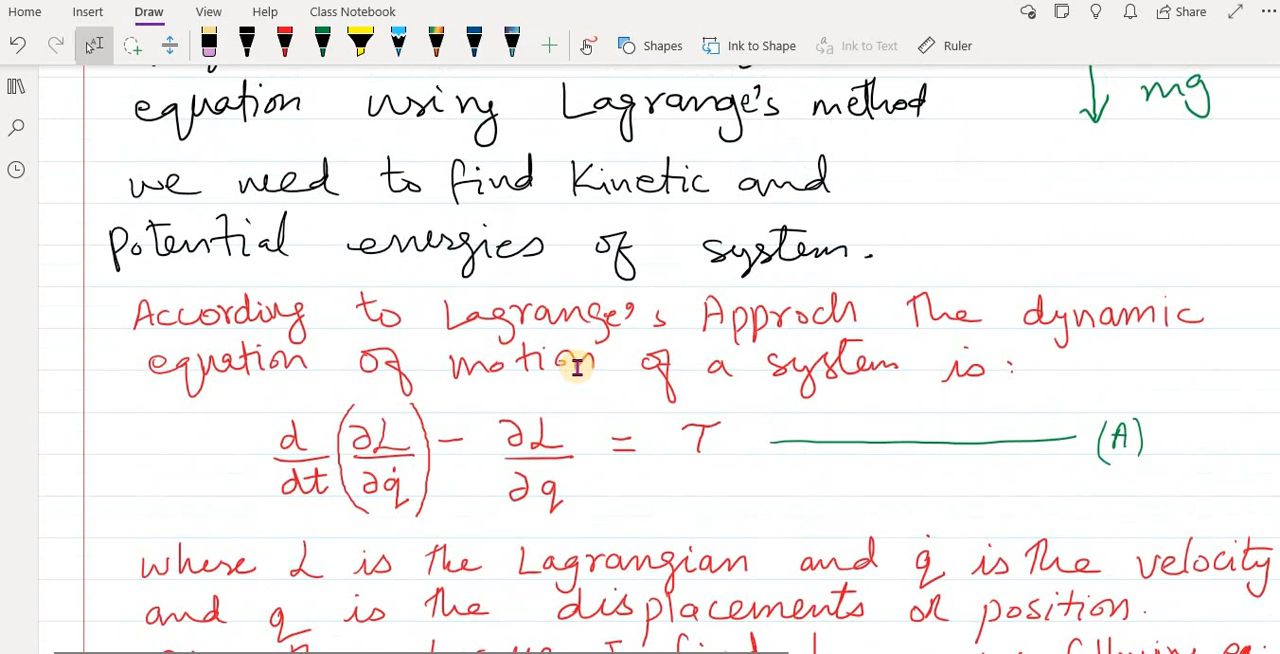 Home Insert Draw View Help Class Notebook Share
Shapes Ink to Shape Ink to Text Ruler
equation using Lagrange's method
mg
we need to find Kinetic and
potential energies of system.
According to Lagrange's Approch The dynamic
equation of motion of a system is:
d/dt (∂L/∂q̇) - ∂L/∂q = τ (A)
where L is the Lagrangian and q̇ is the velocity
and q is the displacements or position.